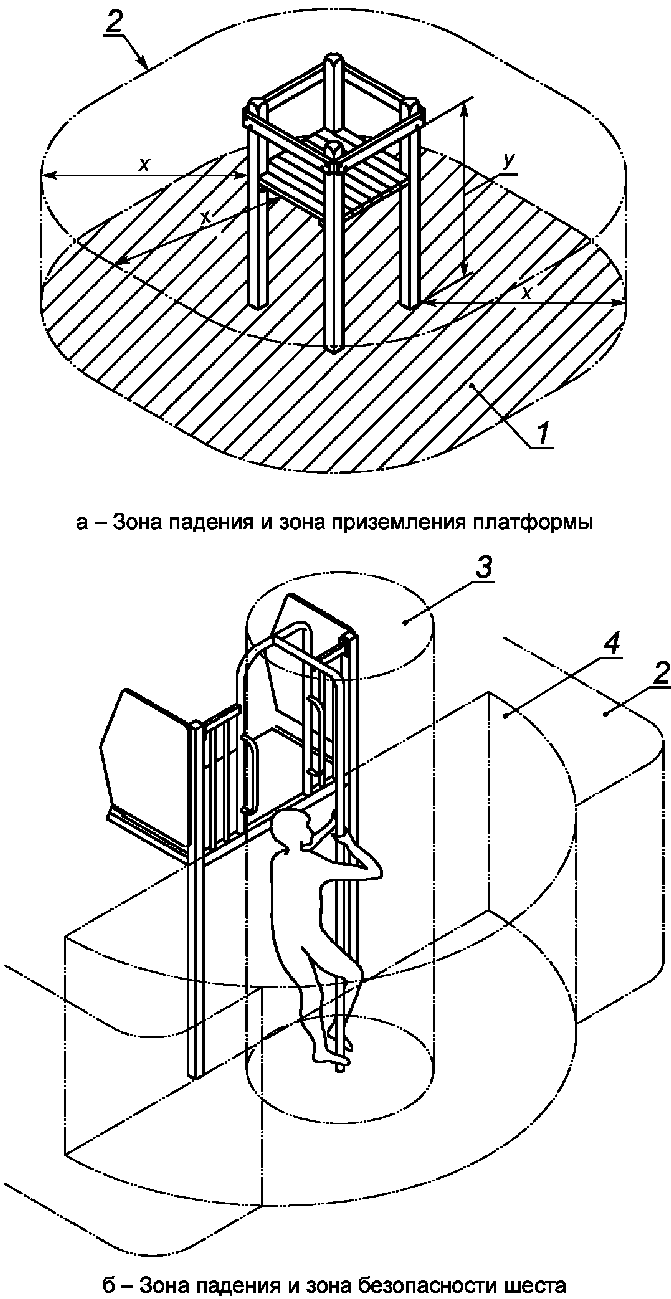 2
x
y
x
x
1
а – Зона падения и зона приземления платформы
3
4
2
б – Зона падения и зона безопасности шеста